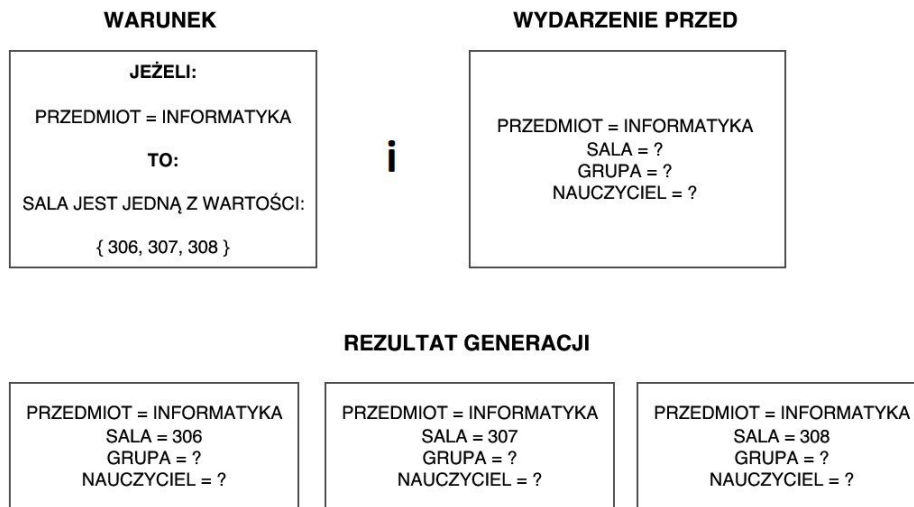 WARUNEK
JEŻELI:
PRZEDMIOT = INFORMATYKA
TO:
SALA JEST JEDNĄ Z WARTOŚCI:
{ 306, 307, 308 }
i
WYDARZENIE PRZED
PRZEDMIOT = INFORMATYKA
SALA = ?
GRUPA = ?
NAUCZYCIEL = ?
REZULTAT GENERACJI
PRZEDMIOT = INFORMATYKA
SALA = 306
GRUPA = ?
NAUCZYCIEL = ?
PRZEDMIOT = INFORMATYKA
SALA = 307
GRUPA = ?
NAUCZYCIEL = ?
PRZEDMIOT = INFORMATYKA
SALA = 308
GRUPA = ?
NAUCZYCIEL = ?